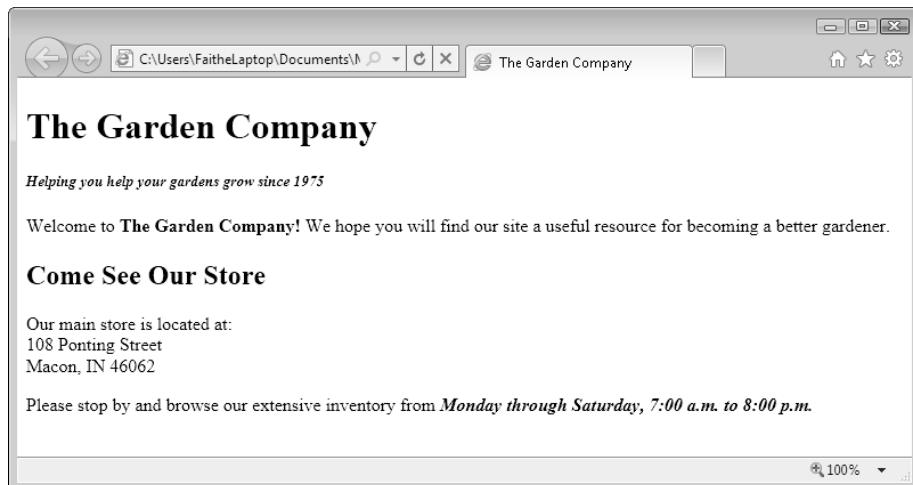 C:\Users\FaitheLaptop\Documents\M
The Garden Company
The Garden Company
Helping you help your gardens grow since 1975
Welcome to The Garden Company! We hope you will find our site a useful resource for becoming a better gardener.
Come See Our Store
Our main store is located at:
108 Ponting Street
Macon, IN 46062
Please stop by and browse our extensive inventory from Monday through Saturday, 7:00 a.m. to 8:00 p.m.
100%